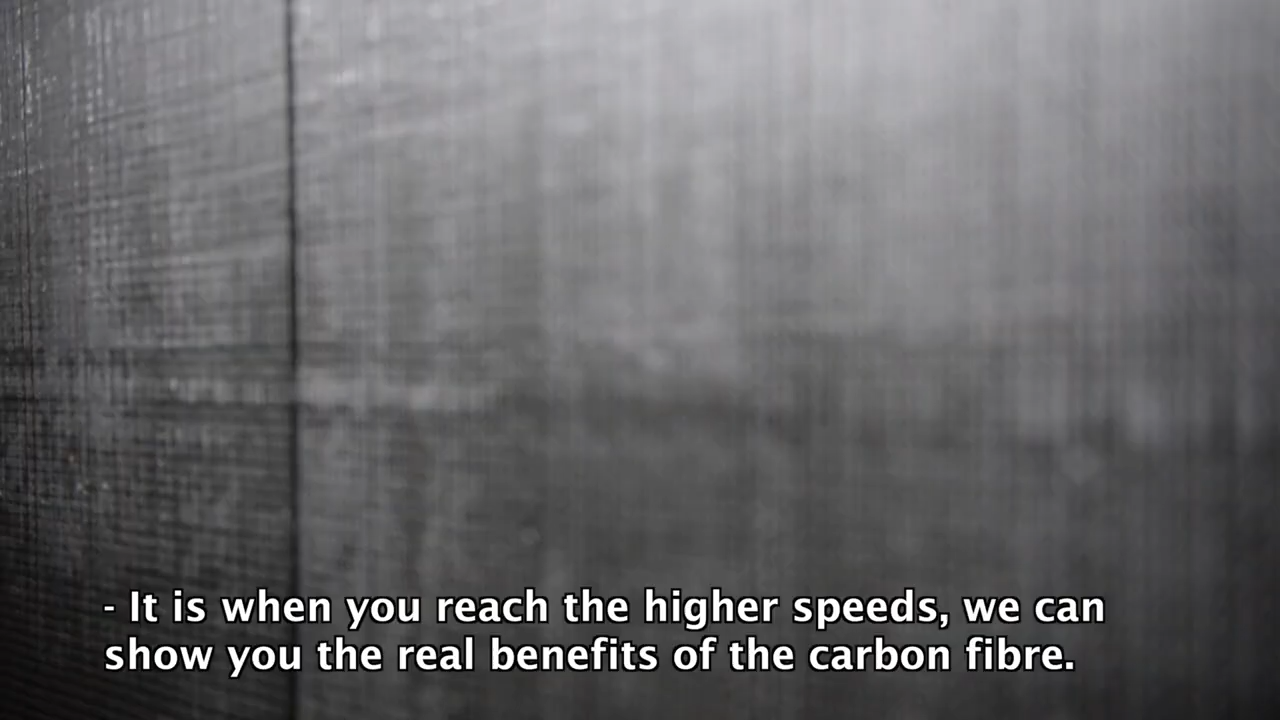 - It is when you reach the higher speeds, we can
show you the real benefits of the carbon fibre.